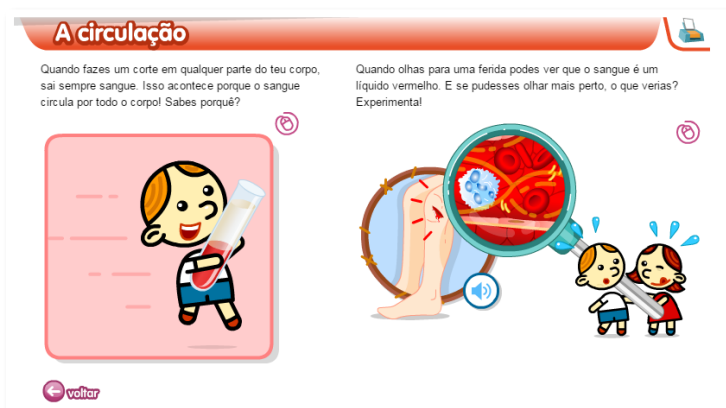 A circulação
Quando fazes um corte em qualquer parte do teu corpo,
sai sempre sangue. Isso acontece porque o sangue
circula por todo o corpo! Sabes porquê?
Quando olhas para uma ferida podes ver que o sangue é um
líquido vermelho. E se pudesses olhar mais perto, o que verias?
Experimenta!
voltar